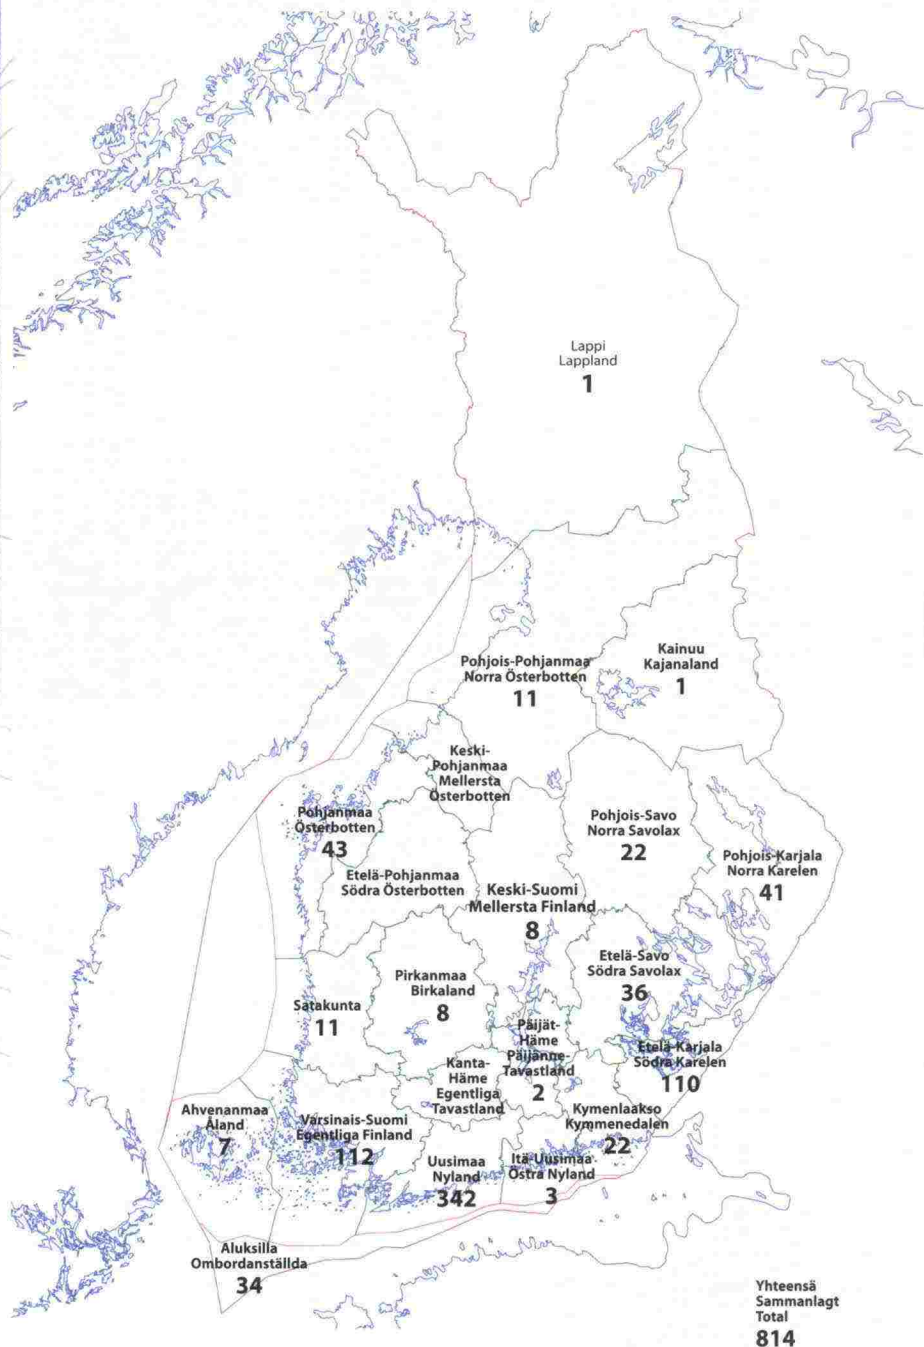 Lappi
Lappland
1
Kainuu
Kajanaland
1
Pohjois-Pohjanmaa
Norra Österbotten
11
Keski-
Pohjanmaa
Mellersta
Österbotten
Pohjanmaa
Österbotten
43
Pohjois-Savo
Norra Savolax
22
Pohjois-Karjala
Norra Karelen
41
Etelä-Pohjanmaa
Södra Österbotten
Keski-Suomi
Mellersta Finland
8
Etelä-Savo
Södra Savolax
36
Pirkanmaa
Birkaland
8
Satakunta
11
Päijät-
Häme
Päijänne-
Tavastland
2
Etelä-Karjala
Södra Karelen
110
Kanta-
Häme
Egentliga
Tavastland
Ahvenanmaa
Åland
7
Varsinais-Suomi
Egentliga Finland
112
Kymenlaakso
Kymmenedalen
22
Uusimaa
Nyland
342
Itä-Uusimaa
Östra Nyland
3
Aluksilla
Ombordanställda
34
Yhteensä
Sammanlagt
Total
814